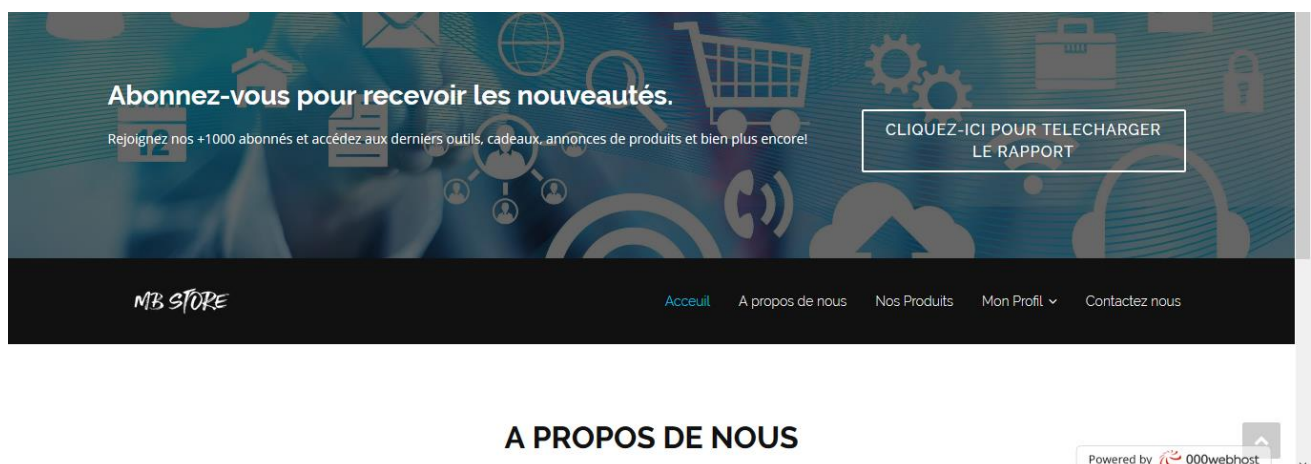 Abonnez-vous pour recevoir les nouveautés.
Rejoignez nos +1000 abonnés et accédez aux derniers outils, cadeaux, annonces de produits et bien plus encore!
CLIQUEZ-ICI POUR TELECHARGER
LE RAPPORT
12
MB STORE
Acceuil A propos de nous Nos Produits Mon Profil Contactez nous
A PROPOS DE NOUS
Powered by 000webhost